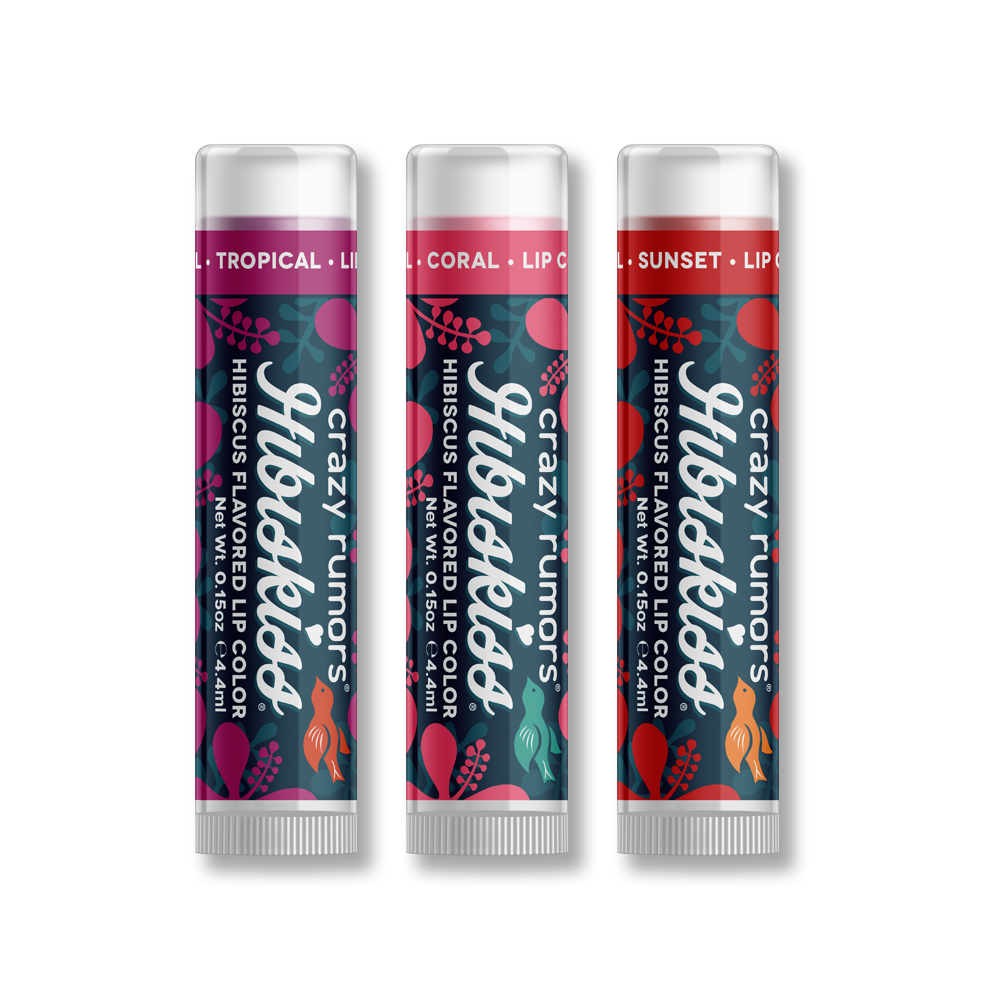 L • TROPICAL • LI
crazy rumors®
Hibiskiss®
HIBISCUS FLAVORED LIP COLOR
Net Wt. 0.15oz ℮4.4ml
L • CORAL • LIP C
crazy rumors
Hibiskiss®
HIBISCUS FLAVORED LIP COLOR
Net Wt. 0.15oz ℮4.4ml
L • SUNSET • LIP C
crazy rumors®
Hibiskiss®
HIBISCUS FLAVORED LIP COLOR
Net Wt. 0.15oz ℮4.4ml